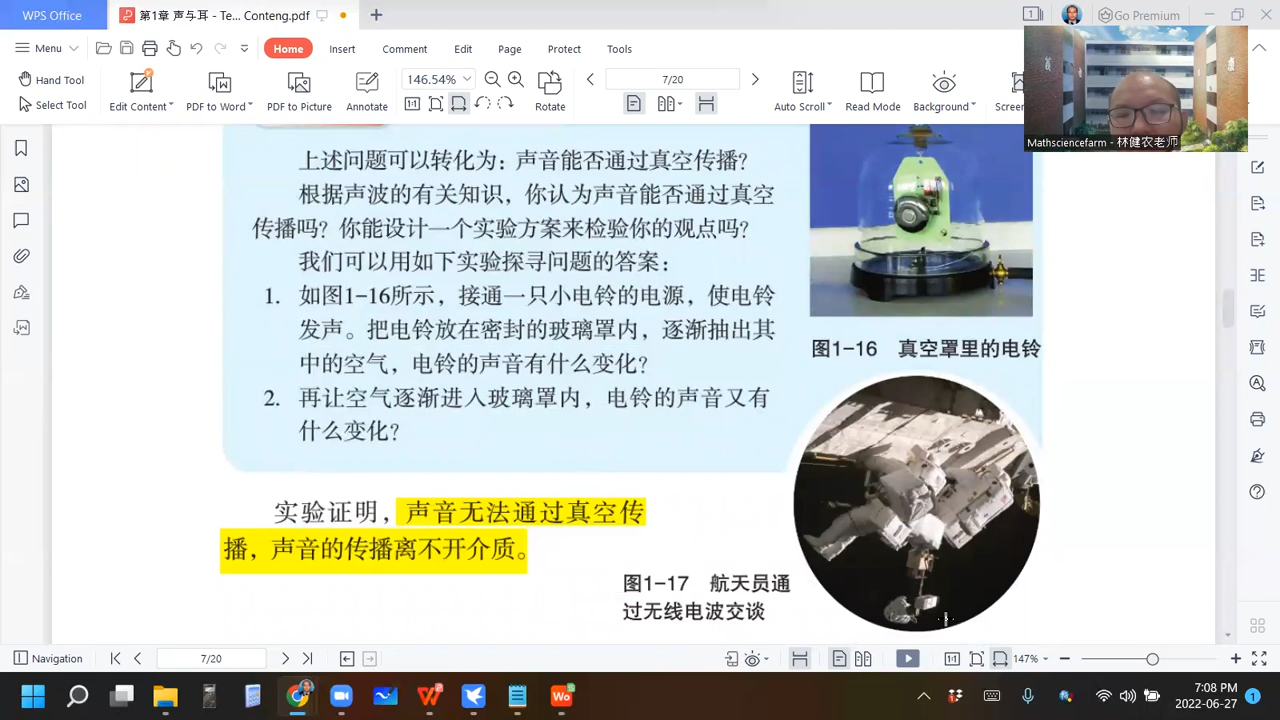 WPS Office
第1章 声与耳 - Te... Conteng.pdf
1
Go Premium
Menu
Home
Insert
Comment
Edit
Page
Protect
Tools
Hand Tool
Select Tool
Edit Content
PDF to Word
PDF to Picture
Annotate
146.54%
7/20
Rotate
Auto Scroll
Read Mode
Background
Screen
Mathsciencefarm - 林健农老师
上述问题可以转化为：声音能否通过真空传播？
根据声波的有关知识，你认为声音能否通过真空
传播吗？你能设计一个实验方案来检验你的观点吗？
我们可以用如下实验探寻问题的答案：
1. 如图1-16所示，接通一只小电铃的电源，使电铃
发声。把电铃放在密封的玻璃罩内，逐渐抽出其
中的空气，电铃的声音有什么变化？
2. 再让空气逐渐进入玻璃罩内，电铃的声音又有
什么变化？
图1-16 真空罩里的电铃
实验证明，声音无法通过真空传
播，声音的传播离不开介质。
图1-17 航天员通
过无线电波交谈
Navigation
7/20
147%
7:08 PM
2022-06-27
1